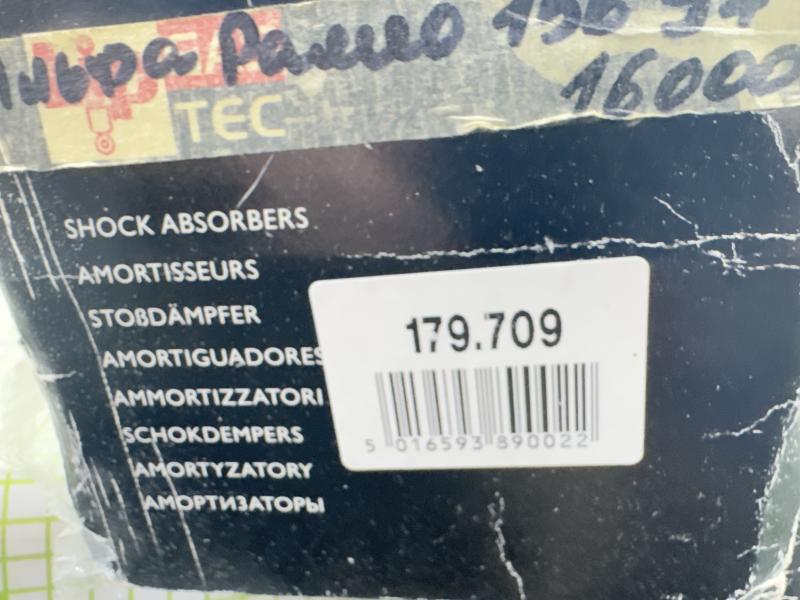 Альфа Ромео 156 97
16000
TEC
SHOCK ABSORBERS
AMORTISSEURS
STOßDÄMPFER
AMORTIGUADORES
AMMORTIZZATORI
SCHOKDEMPERS
AMORTYZATORY
АМОРТИЗАТОРЫ
179.709
5 016593 890022